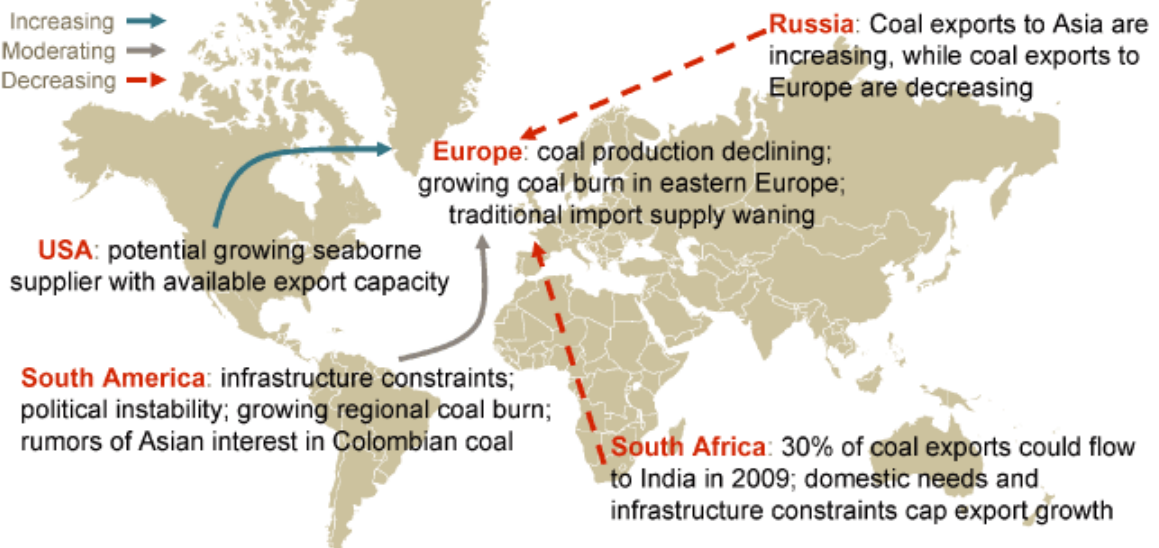 Increasing
Moderating
Decreasing
Russia: Coal exports to Asia are
increasing, while coal exports to
Europe are decreasing
Europe: coal production declining;
growing coal burn in eastern Europe;
traditional import supply waning
USA: potential growing seaborne
supplier with available export capacity
South America: infrastructure constraints;
political instability; growing regional coal burn;
rumors of Asian interest in Colombian coal
South Africa: 30% of coal exports could flow
to India in 2009; domestic needs and
infrastructure constraints cap export growth